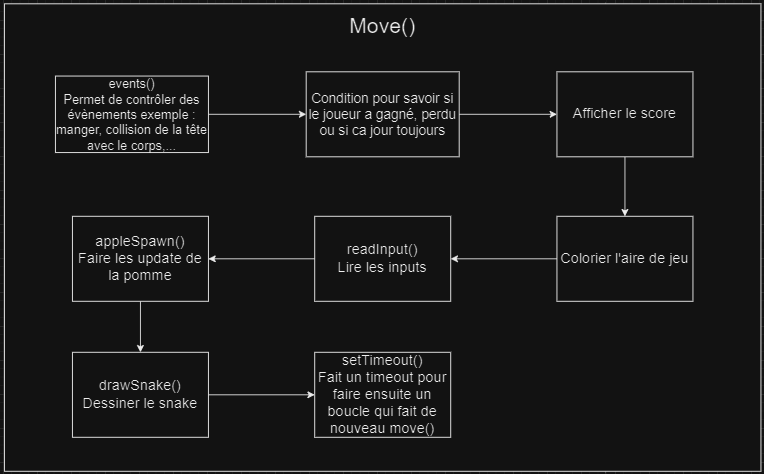 Move()
events()
Permet de contrôler des
évènements exemple :
manger, collision de la tête
avec le corps,...
Condition pour savoir si
le joueur a gagné, perdu
ou si ca jour toujours
Afficher le score
Colorier l'aire de jeu
readInput()
Lire les inputs
appleSpawn()
Faire les update de
la pomme
drawSnake()
Dessiner le snake
setTimeout()
Fait un timeout pour
faire ensuite un
boucle qui fait de
nouveau move()